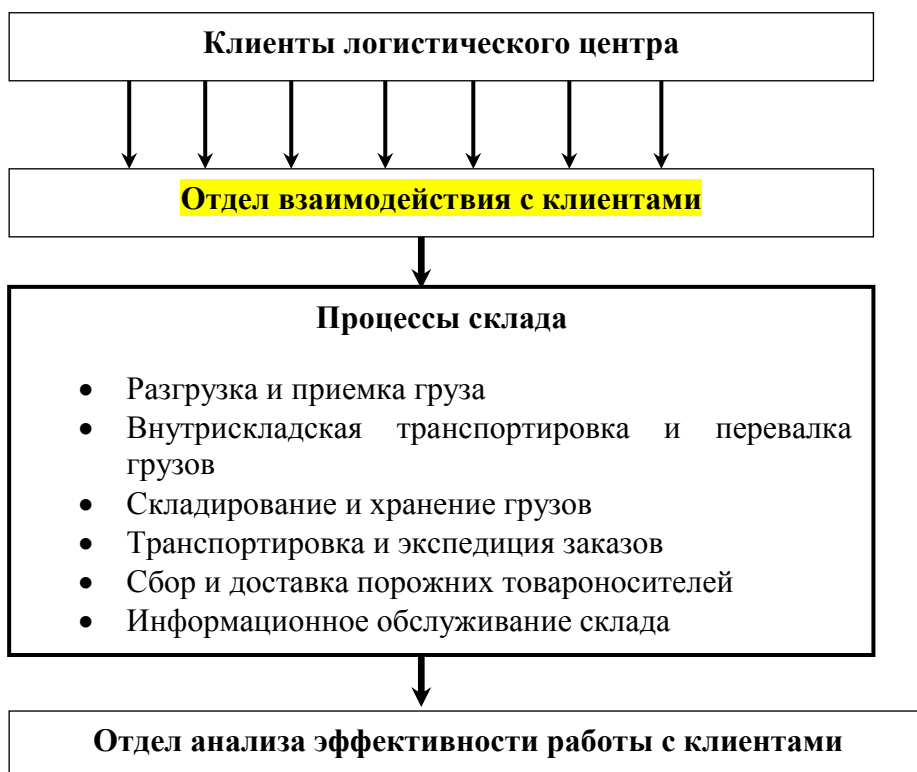 Клиенты логистического центра
Отдел взаимодействия с клиентами
Процессы склада
• Разгрузка и приемка груза
• Внутрискладская транспортировка и перевалка
грузов
• Складирование и хранение грузов
• Транспортировка и экспедиция заказов
• Сбор и доставка порожних товароносителей
• Информационное обслуживание склада
Отдел анализа эффективности работы с клиентами